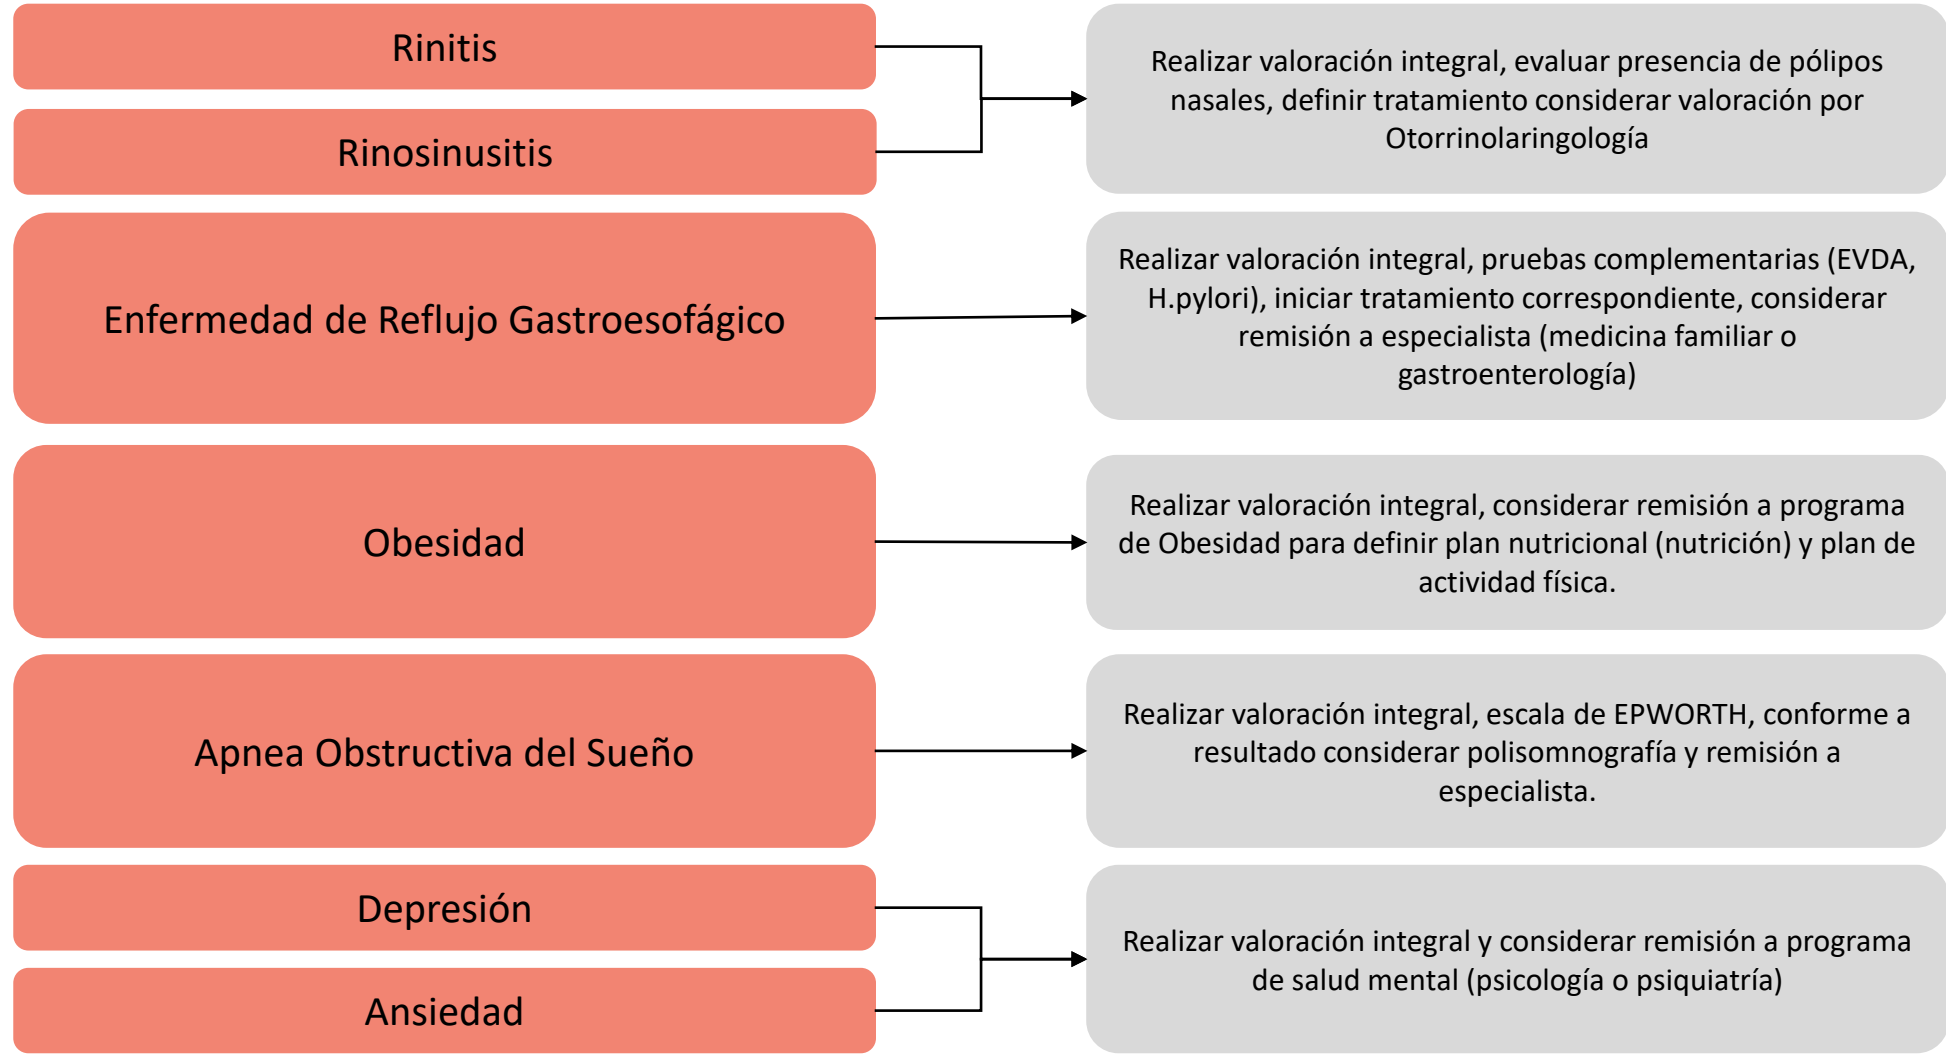 Rinitis
Rinosinusitis
Realizar valoración integral, evaluar presencia de pólipos
nasales, definir tratamiento considerar valoración por
Otorrinolaringología
Enfermedad de Reflujo Gastroesofágico
Realizar valoración integral, pruebas complementarias (EVDA,
H.pylori), iniciar tratamiento correspondiente, considerar
remisión a especialista (medicina familiar o
gastroenterología)
Obesidad
Realizar valoración integral, considerar remisión a programa
de Obesidad para definir plan nutricional (nutrición) y plan de
actividad física.
Apnea Obstructiva del Sueño
Realizar valoración integral, escala de EPWORTH, conforme a
resultado considerar polisomnografía y remisión a
especialista.
Depresión
Ansiedad
Realizar valoración integral y considerar remisión a programa
de salud mental (psicología o psiquiatría)